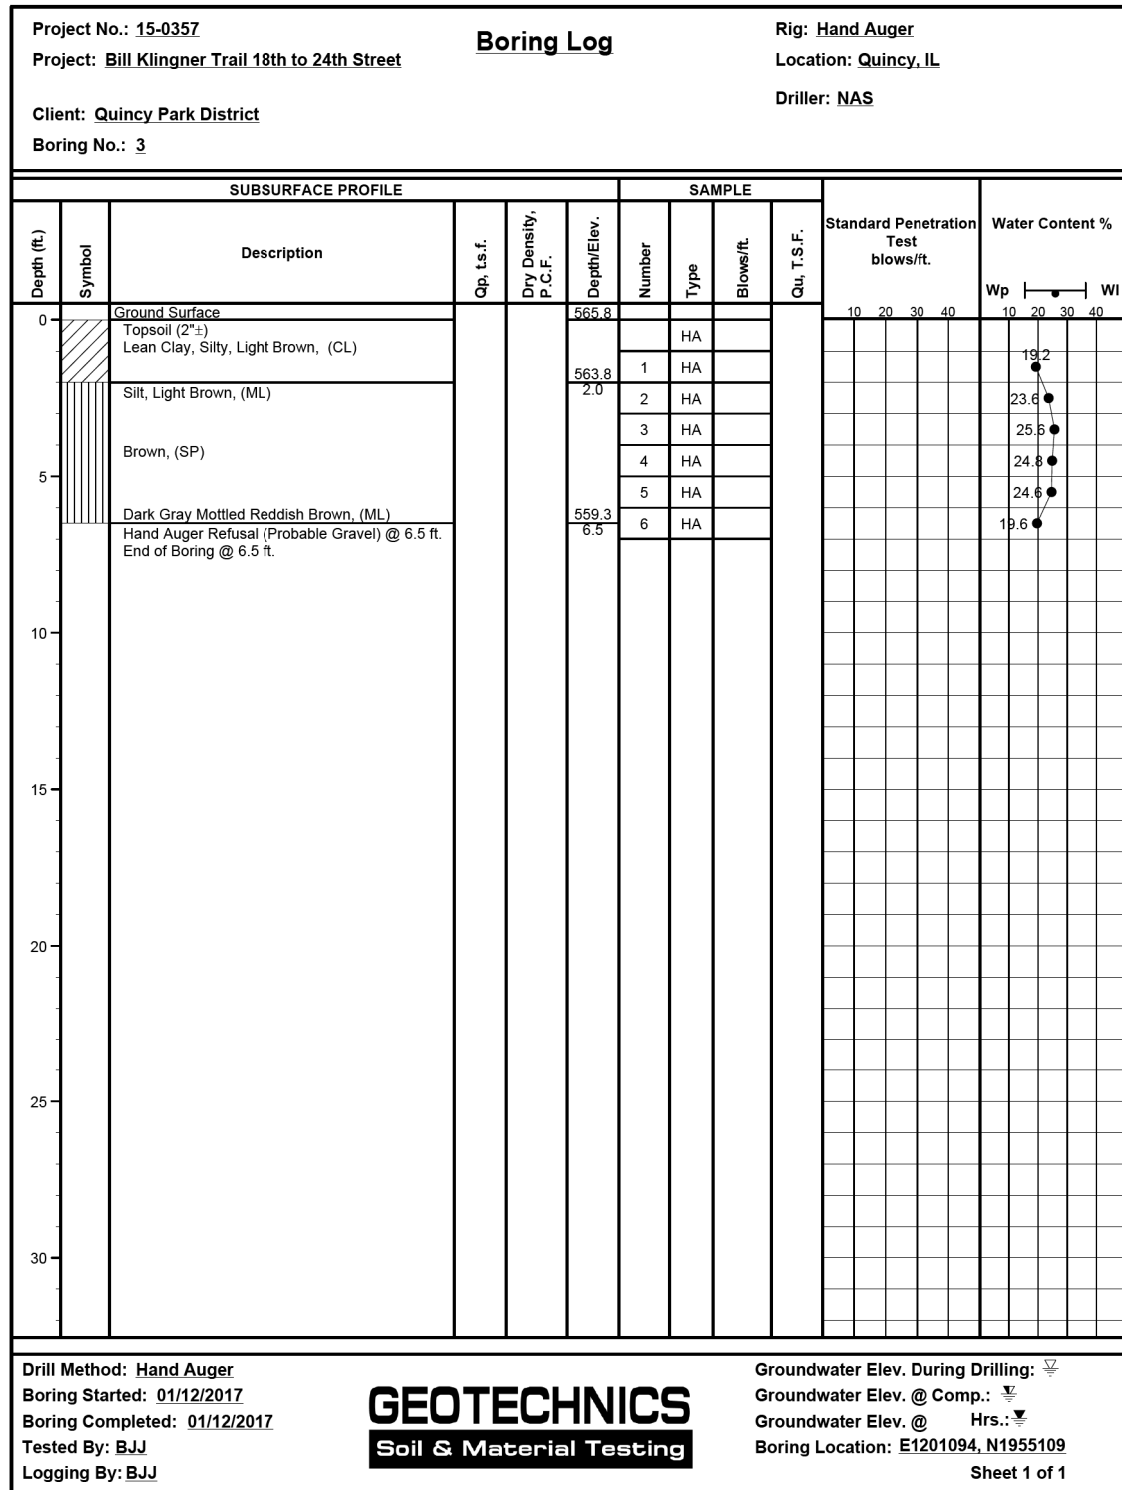 Project No.: 15-0357
Project: Bill Klingner Trail 18th to 24th Street
Client: Quincy Park District
Boring No.: 3
Boring Log
Rig: Hand Auger
Location: Quincy, IL
Driller: NAS
SUBSURFACE PROFILE
SAMPLE
Depth (ft.)
Symbol
Description
Qp, t.s.f.
Dry Density, P.C.F.
Depth/Elev.
Number
Type
Blows/ft.
Qu, T.S.F.
Standard Penetration
Test
blows/ft.
10 20 30 40
Water Content %
Wp Wl
10 20 30 40
Ground Surface 565.8
0
Topsoil (2"±)
HA
Lean Clay, Silty, Light Brown, (CL)
19.2
1 HA
563.8
2.0
Silt, Light Brown, (ML)
2 HA 23.6
3 HA 25.6
Brown, (SP)
4 HA 24.8
5
5 HA 24.6
Dark Gray Mottled Reddish Brown, (ML) 559.3
6 HA 19.6
6.5
Hand Auger Refusal (Probable Gravel) @ 6.5 ft.
End of Boring @ 6.5 ft.
10
15
20
25
30
Drill Method: Hand Auger
Boring Started: 01/12/2017
Boring Completed: 01/12/2017
Tested By: BJJ
Logging By: BJJ
GEOTECHNICS
Soil & Material Testing
Groundwater Elev. During Drilling:
Groundwater Elev. @ Comp.:
Groundwater Elev. @ Hrs.:
Boring Location: E1201094, N1955109
Sheet 1 of 1